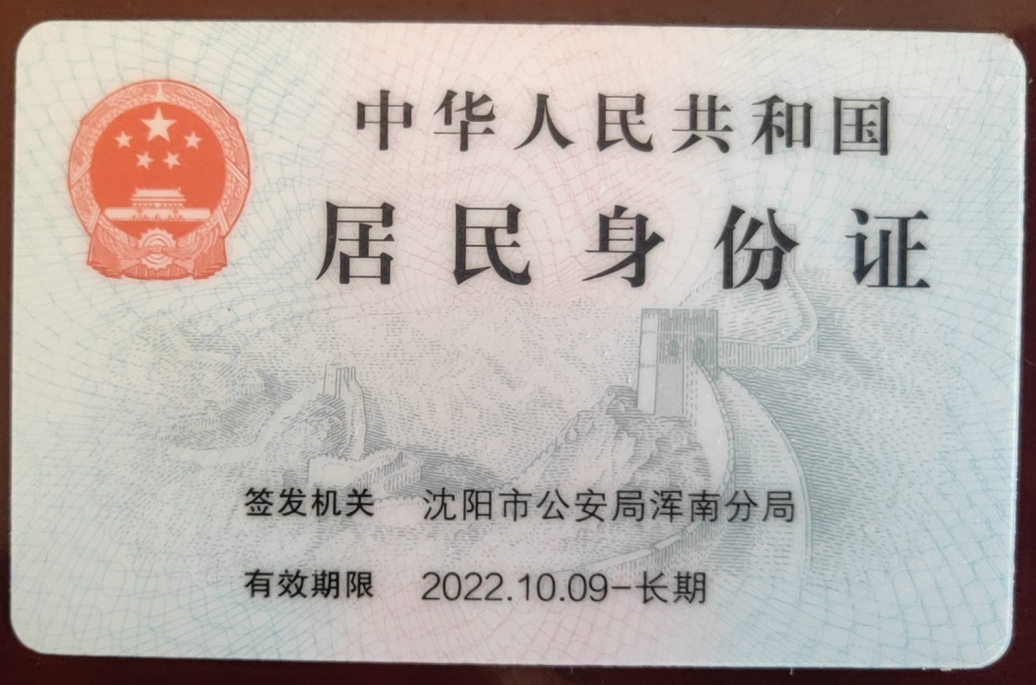 中华人民共和国
居民身份证
签发机关 沈阳市公安局浑南分局
有效期限 2022.10.09-长期